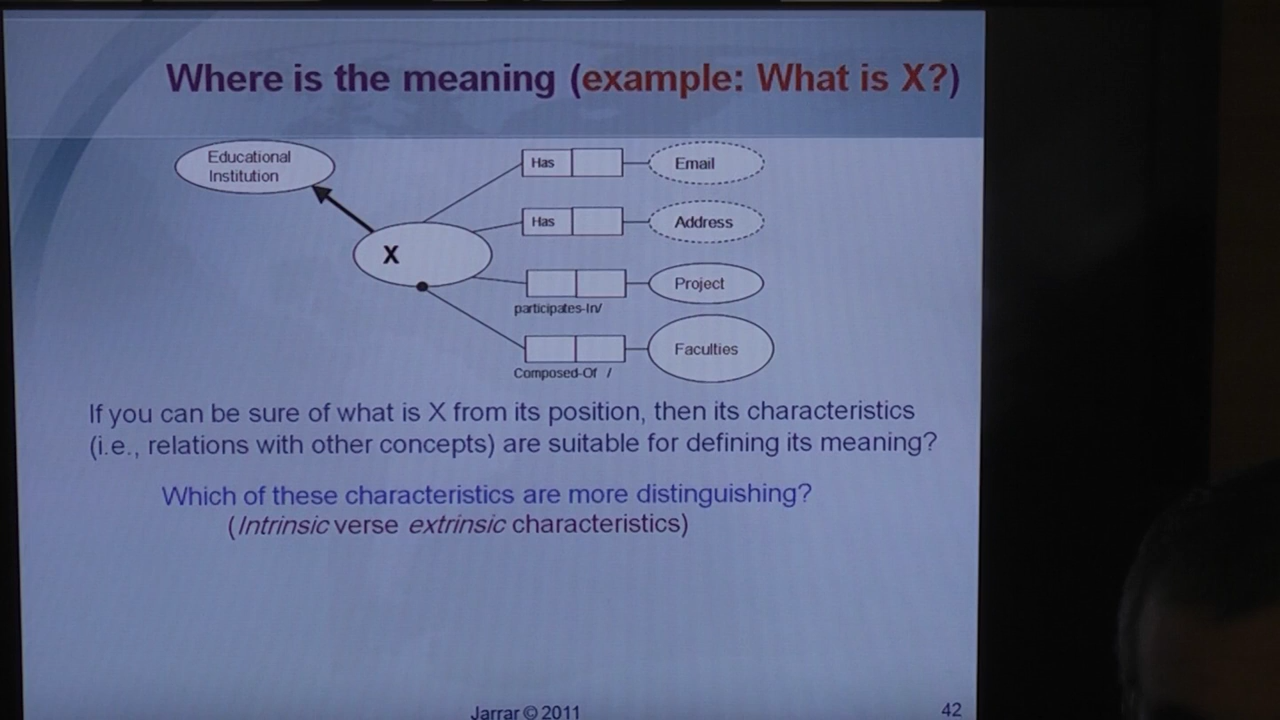 Where is the meaning (example: What is X?)
Educational
Institution
Has
Email
Has
Address
X
Project
participates-In/
Faculties
Composed-Of /
If you can be sure of what is X from its position, then its characteristics
(i.e., relations with other concepts) are suitable for defining its meaning?
Which of these characteristics are more distinguishing?
(Intrinsic verse extrinsic characteristics)
Jarrar © 2011
42